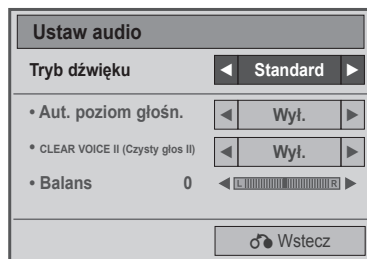 Ustaw audio
Tryb dźwięku ◄ Standard ►
• Aut. poziom głośn. ◄ Wył. ►
• CLEAR VOICE II (Czysty głos II) ◄ Wył. ►
• Balans 0 ◄ L R ►
Wstecz